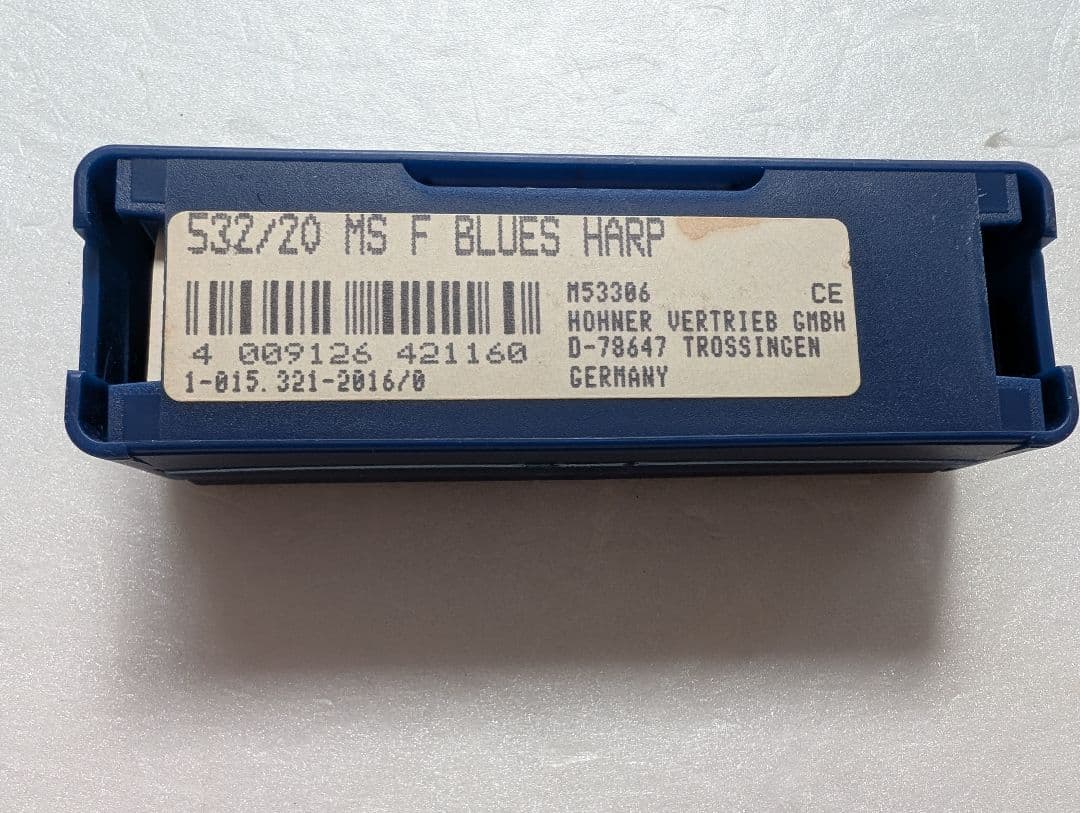 532/20 MS F BLUES HARP
M53306 CE
HOHNER VERTRIEB GMBH
D-78647 TROSSINGEN
GERMANY
4 009126 421160
1-015.321-2016/0